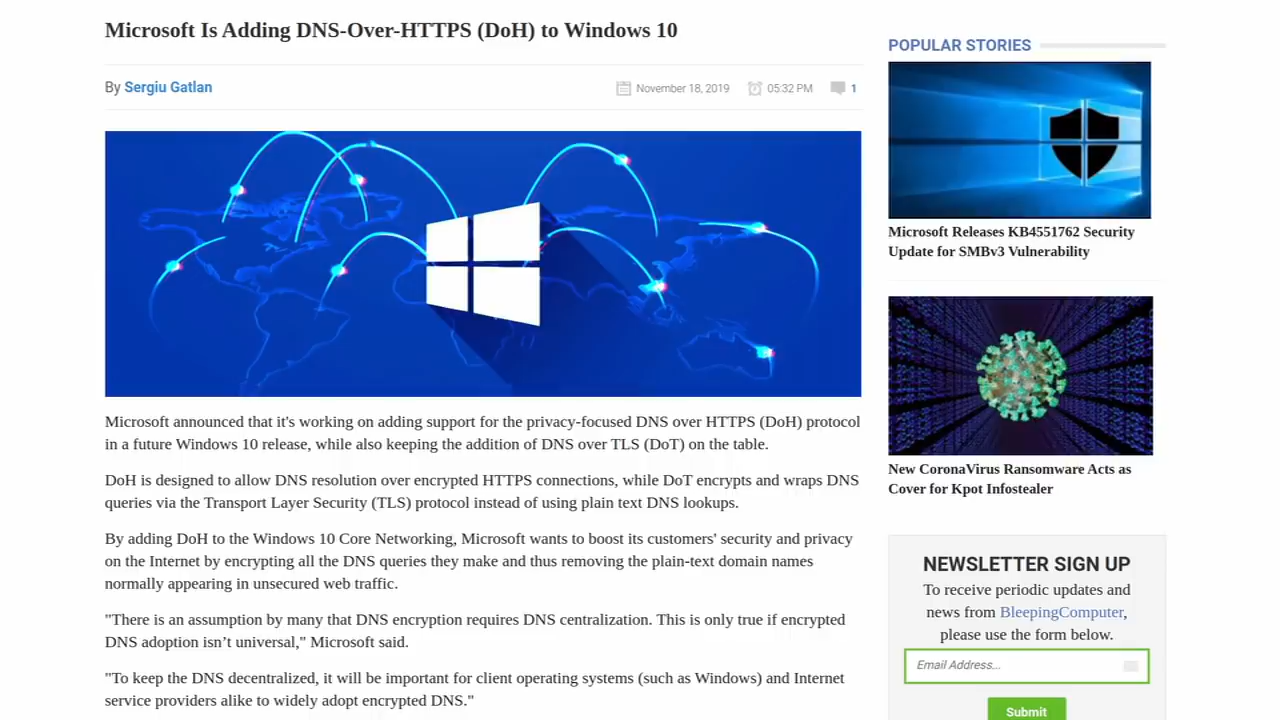 Microsoft Is Adding DNS-Over-HTTPS (DoH) to Windows 10
By Sergiu Gatlan
November 18, 2019
05:32 PM
1
Microsoft announced that it's working on adding support for the privacy-focused DNS over HTTPS (DoH) protocol
in a future Windows 10 release, while also keeping the addition of DNS over TLS (DoT) on the table.
DoH is designed to allow DNS resolution over encrypted HTTPS connections, while DoT encrypts and wraps DNS
queries via the Transport Layer Security (TLS) protocol instead of using plain text DNS lookups.
By adding DoH to the Windows 10 Core Networking, Microsoft wants to boost its customers' security and privacy
on the Internet by encrypting all the DNS queries they make and thus removing the plain-text domain names
normally appearing in unsecured web traffic.
"There is an assumption by many that DNS encryption requires DNS centralization. This is only true if encrypted
DNS adoption isn’t universal," Microsoft said.
"To keep the DNS decentralized, it will be important for client operating systems (such as Windows) and Internet
service providers alike to widely adopt encrypted DNS."
POPULAR STORIES
Microsoft Releases KB4551762 Security
Update for SMBv3 Vulnerability
New CoronaVirus Ransomware Acts as
Cover for Kpot Infostealer
NEWSLETTER SIGN UP
To receive periodic updates and
news from BleepingComputer,
please use the form below.
Email Address...
Submit